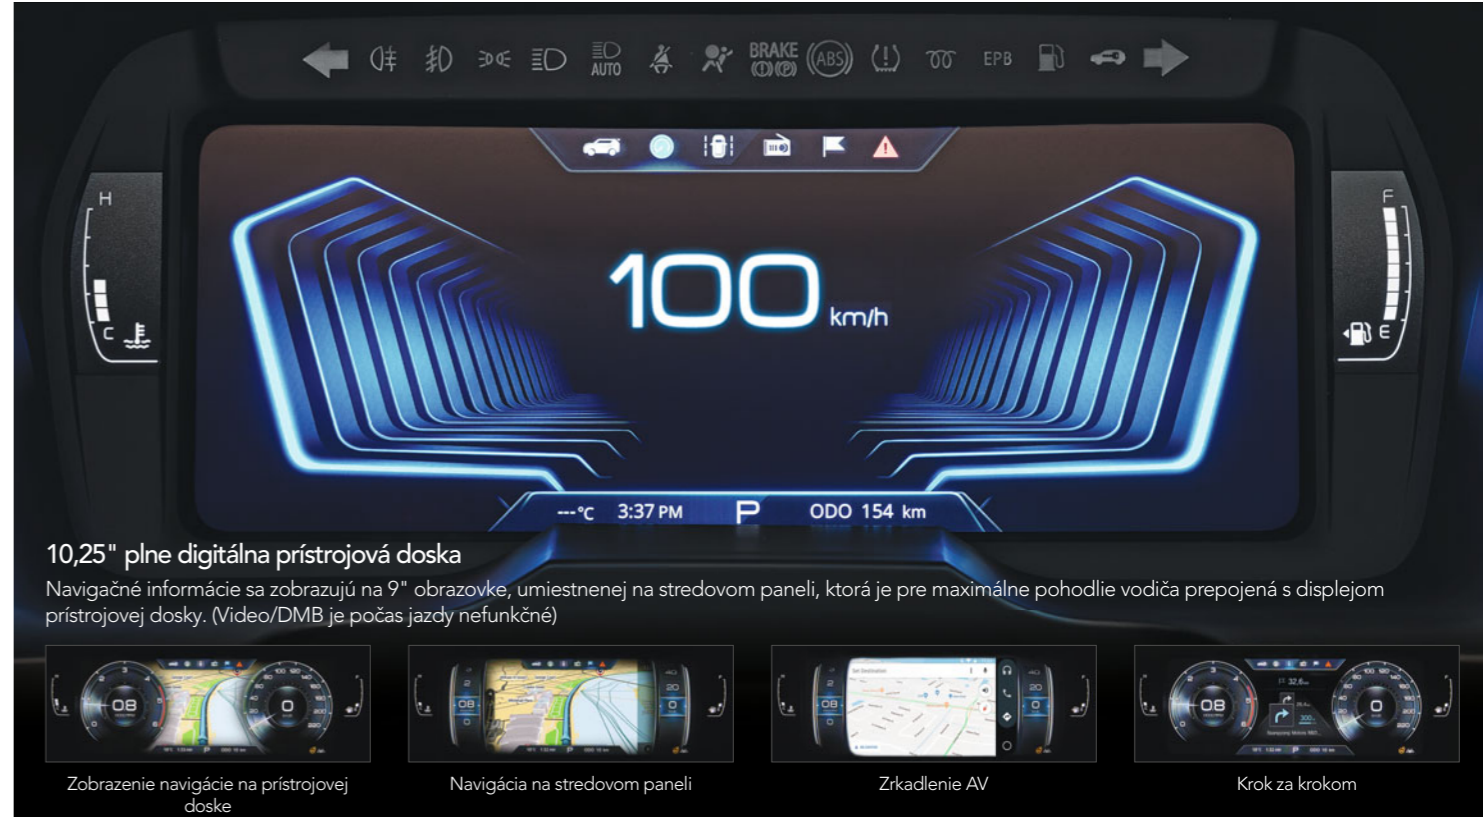 BRAKE
AUTO
(ABS)
EPB
H
F
100 km/h
C
E
---°C 3:37 PM P ODO 154 km
10,25" plne digitálna prístrojová doska
Navigačné informácie sa zobrazujú na 9" obrazovke, umiestnenej na stredovom paneli, ktorá je pre maximálne pohodlie vodiča prepojená s displejom
prístrojovej dosky. (Video/DMB je počas jazdy nefunkčné)
Set Destination
Zobrazenie navigácie na prístrojovej
doske
Navigácia na stredovom paneli
Zrkadlenie AV
Krok za krokom